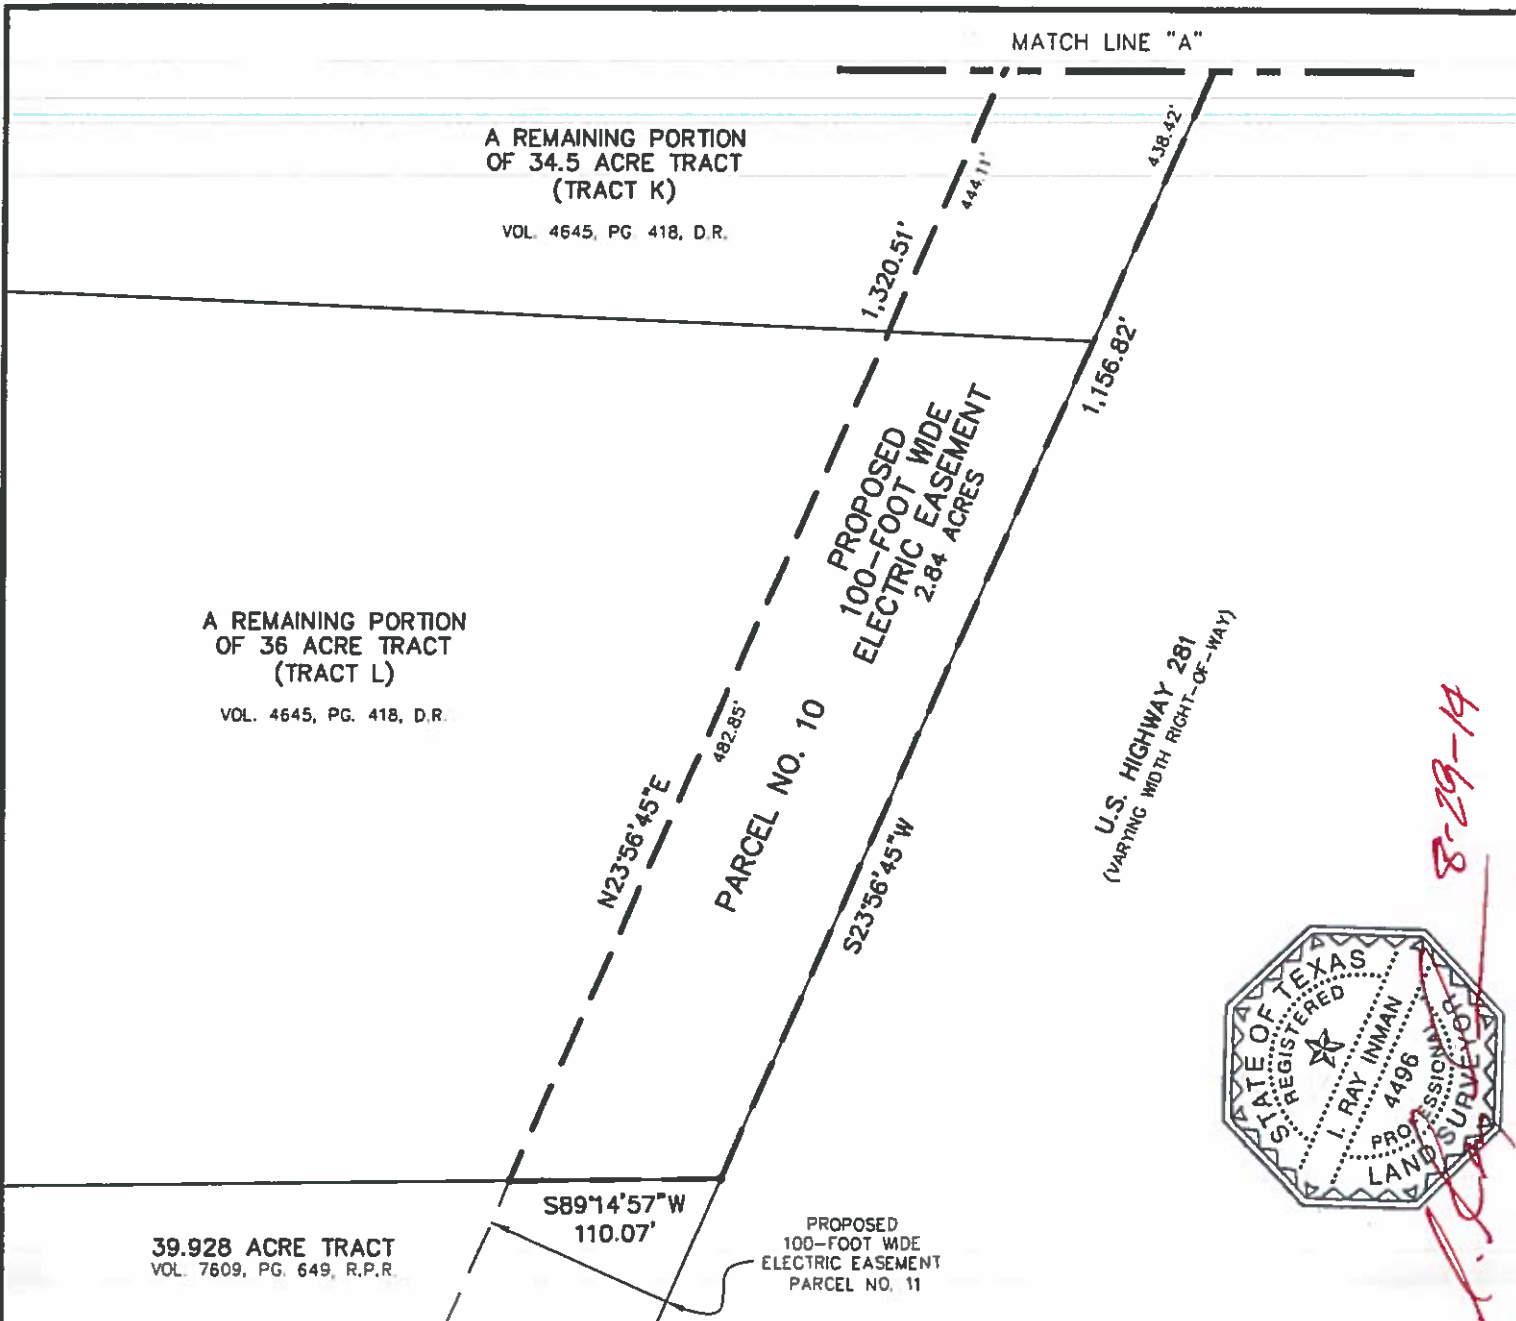 MATCH LINE "A"
A REMAINING PORTION
OF 34.5 ACRE TRACT
(TRACT K)
VOL. 4645, PG. 418, D.R.
438.42'
444.11'
1,320.51'
1,156.82'
PROPOSED
100-FOOT WIDE
ELECTRIC EASEMENT
2.84 ACRES
A REMAINING PORTION
OF 36 ACRE TRACT
(TRACT L)
VOL. 4645, PG. 418, D.R.
482.85'
PARCEL NO. 10
N23°56'45"E
S23°56'45"W
U.S. HIGHWAY 281
(VARYING WIDTH RIGHT-OF-WAY)
8-29-14
STATE OF TEXAS
REGISTERED
I. RAY INMAN
4496
PROFESSIONAL
LAND SURVEYOR
S89°14'57"W
110.07'
39.928 ACRE TRACT
VOL. 7609, PG. 649, R.P.R.
PROPOSED
100-FOOT WIDE
ELECTRIC EASEMENT
PARCEL NO. 11